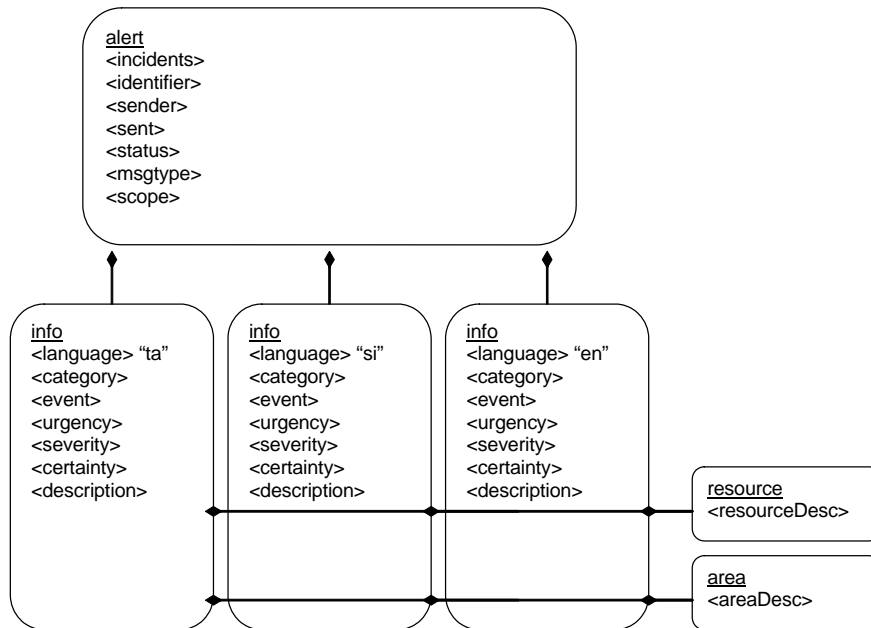 alert
<incidents>
<identifier>
<sender>
<sent>
<status>
<msgtype>
<scope>
info
<language> “ta”
<category>
<event>
<urgency>
<severity>
<certainty>
<description>
info
<language> “si”
<category>
<event>
<urgency>
<severity>
<certainty>
<description>
info
<language> “en”
<category>
<event>
<urgency>
<severity>
<certainty>
<description>
resource
<resourceDesc>
area
<areaDesc>